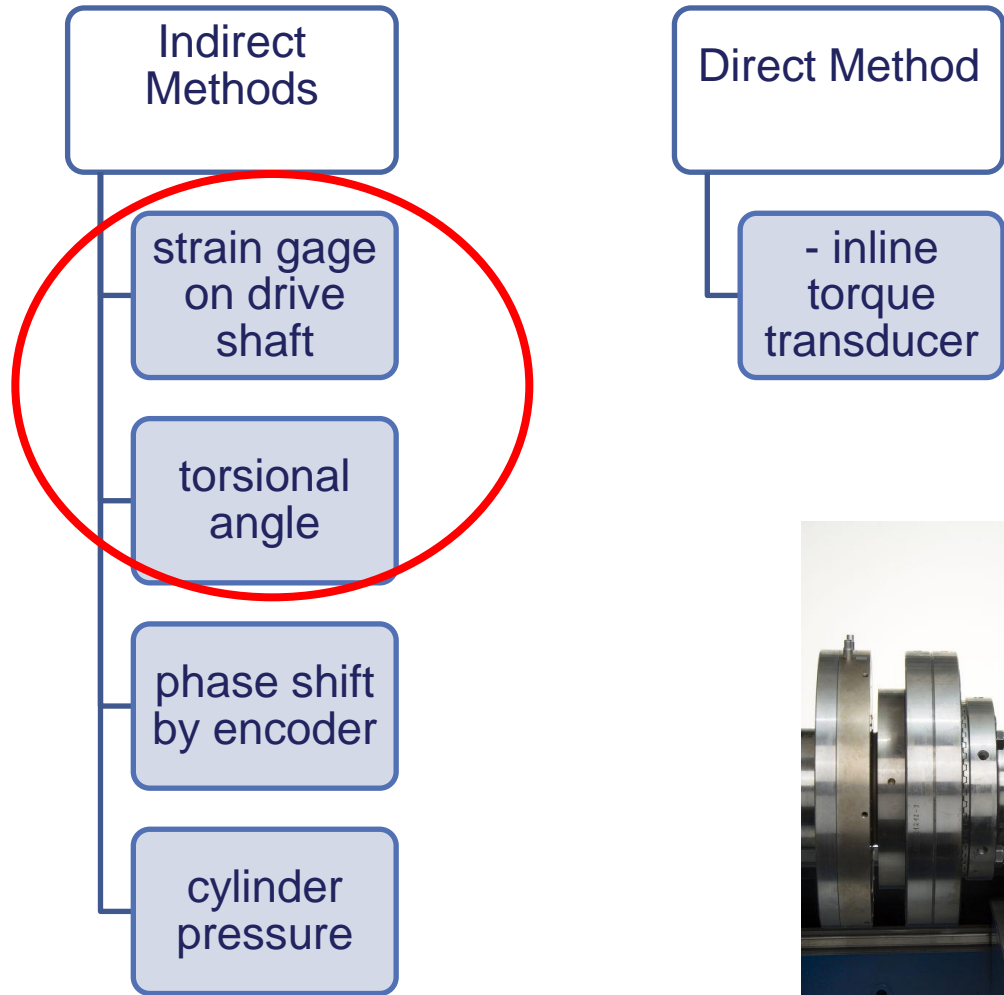 Indirect
Methods
strain gage
on drive
shaft
torsional
angle
phase shift
by encoder
cylinder
pressure
Direct Method
- inline
torque
transducer